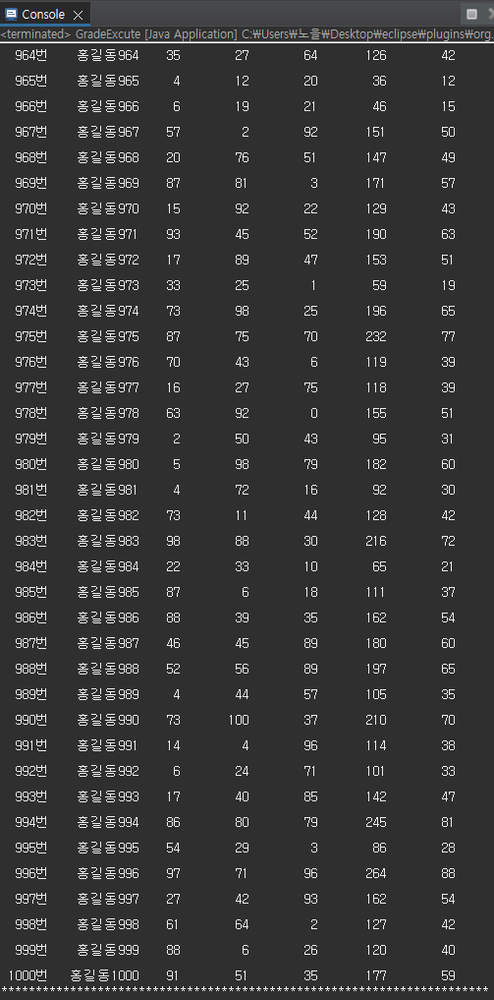 Console
<terminated> GradeExcute [Java Application] C:₩Users₩노을₩Desktop₩eclipse₩plugins₩org
964번 홍길동964 35 27 64 126 42
965번 홍길동965 4 12 20 36 12
966번 홍길동966 6 19 21 46 15
967번 홍길동967 57 2 92 151 50
968번 홍길동968 20 76 51 147 49
969번 홍길동969 87 81 3 171 57
970번 홍길동970 15 92 22 129 43
971번 홍길동971 93 45 52 190 63
972번 홍길동972 17 89 47 153 51
973번 홍길동973 33 25 1 59 19
974번 홍길동974 73 98 25 196 65
975번 홍길동975 87 75 70 232 77
976번 홍길동976 70 43 6 119 39
977번 홍길동977 16 27 75 118 39
978번 홍길동978 63 92 0 155 51
979번 홍길동979 2 50 43 95 31
980번 홍길동980 5 98 79 182 60
981번 홍길동981 4 72 16 92 30
982번 홍길동982 73 11 44 128 42
983번 홍길동983 98 88 30 216 72
984번 홍길동984 22 33 10 65 21
985번 홍길동985 87 6 18 111 37
986번 홍길동986 88 39 35 162 54
987번 홍길동987 46 45 89 180 60
988번 홍길동988 52 56 89 197 65
989번 홍길동989 4 44 57 105 35
990번 홍길동990 73 100 37 210 70
991번 홍길동991 14 4 96 114 38
992번 홍길동992 6 24 71 101 33
993번 홍길동993 17 40 85 142 47
994번 홍길동994 86 80 79 245 81
995번 홍길동995 54 29 3 86 28
996번 홍길동996 97 71 96 264 88
997번 홍길동997 27 42 93 162 54
998번 홍길동998 61 64 2 127 42
999번 홍길동999 88 6 26 120 40
1000번 홍길동1000 91 51 35 177 59
**********************************************************************